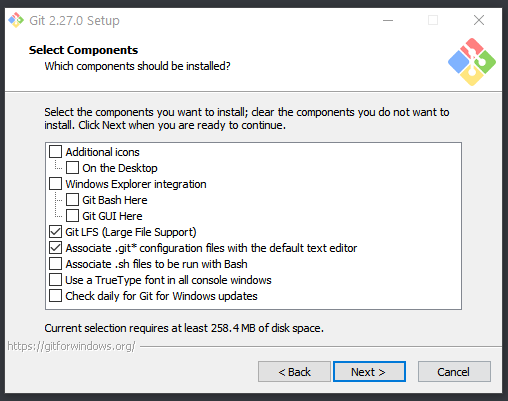 Git 2.27.0 Setup
Select Components
Which components should be installed?
Select the components you want to install; clear the components you do not want to
install. Click Next when you are ready to continue.
Additional icons
On the Desktop
Windows Explorer integration
Git Bash Here
Git GUI Here
Git LFS (Large File Support)
Associate .git* configuration files with the default text editor
Associate .sh files to be run with Bash
Use a TrueType font in all console windows
Check daily for Git for Windows updates
Current selection requires at least 258.4 MB of disk space.
https://gitforwindows.org/
< Back
Next >
Cancel